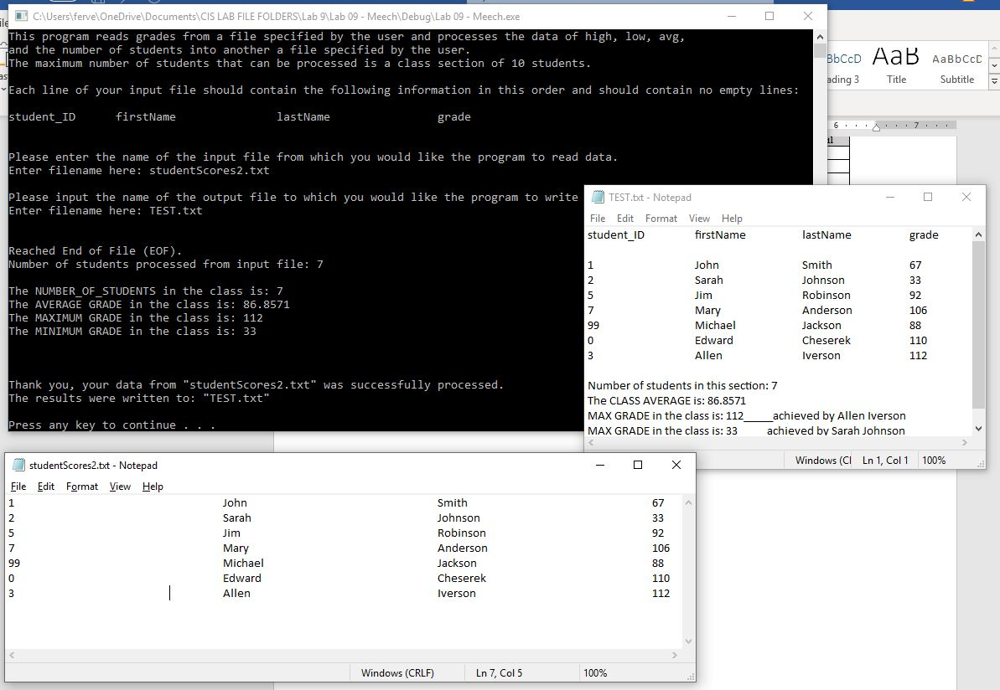 C:\Users\ferve\OneDrive\Documents\CIS LAB FILE FOLDERS\Lab 9\Lab 09 - Meech\Debug\Lab 09 - Meech.exe
This program reads grades from a file specified by the user and processes the data of high, low, avg,
and the number of students into another a file specified by the user.
The maximum number of students that can be processed is a class section of 10 students.
Each line of your input file should contain the following information in this order and should contain no empty lines:
student_ID firstName lastName grade
Please enter the name of the input file from which you would like the program to read data.
Enter filename here: studentScores2.txt
Please input the name of the output file to which you would like the program to write
Enter filename here: TEST.txt
Reached End of File (EOF).
Number of students processed from input file: 7
The NUMBER_OF_STUDENTS in the class is: 7
The AVERAGE GRADE in the class is: 86.8571
The MAXIMUM GRADE in the class is: 112
The MINIMUM GRADE in the class is: 33
Thank you, your data from "studentScores2.txt" was successfully processed.
The results were written to: "TEST.txt"
Press any key to continue . . .
BbCcD AaB AaBbCcD
ading 3 Title Subtitle
6 7
TEST.txt - Notepad
File Edit Format View Help
student_ID firstName lastName grade
1 John Smith 67
2 Sarah Johnson 33
5 Jim Robinson 92
7 Mary Anderson 106
99 Michael Jackson 88
0 Edward Cheserek 110
3 Allen Iverson 112
Number of students in this section: 7
The CLASS AVERAGE is: 86.8571
MAX GRADE in the class is: 112_____achieved by Allen Iverson
MAX GRADE in the class is: 33_____achieved by Sarah Johnson
Windows (Cl Ln 1, Col 1 100%
studentScores2.txt - Notepad
File Edit Format View Help
1 John Smith 67
2 Sarah Johnson 33
5 Jim Robinson 92
7 Mary Anderson 106
99 Michael Jackson 88
0 Edward Cheserek 110
3 Allen Iverson 112
Windows (CRLF) Ln 7, Col 5 100%